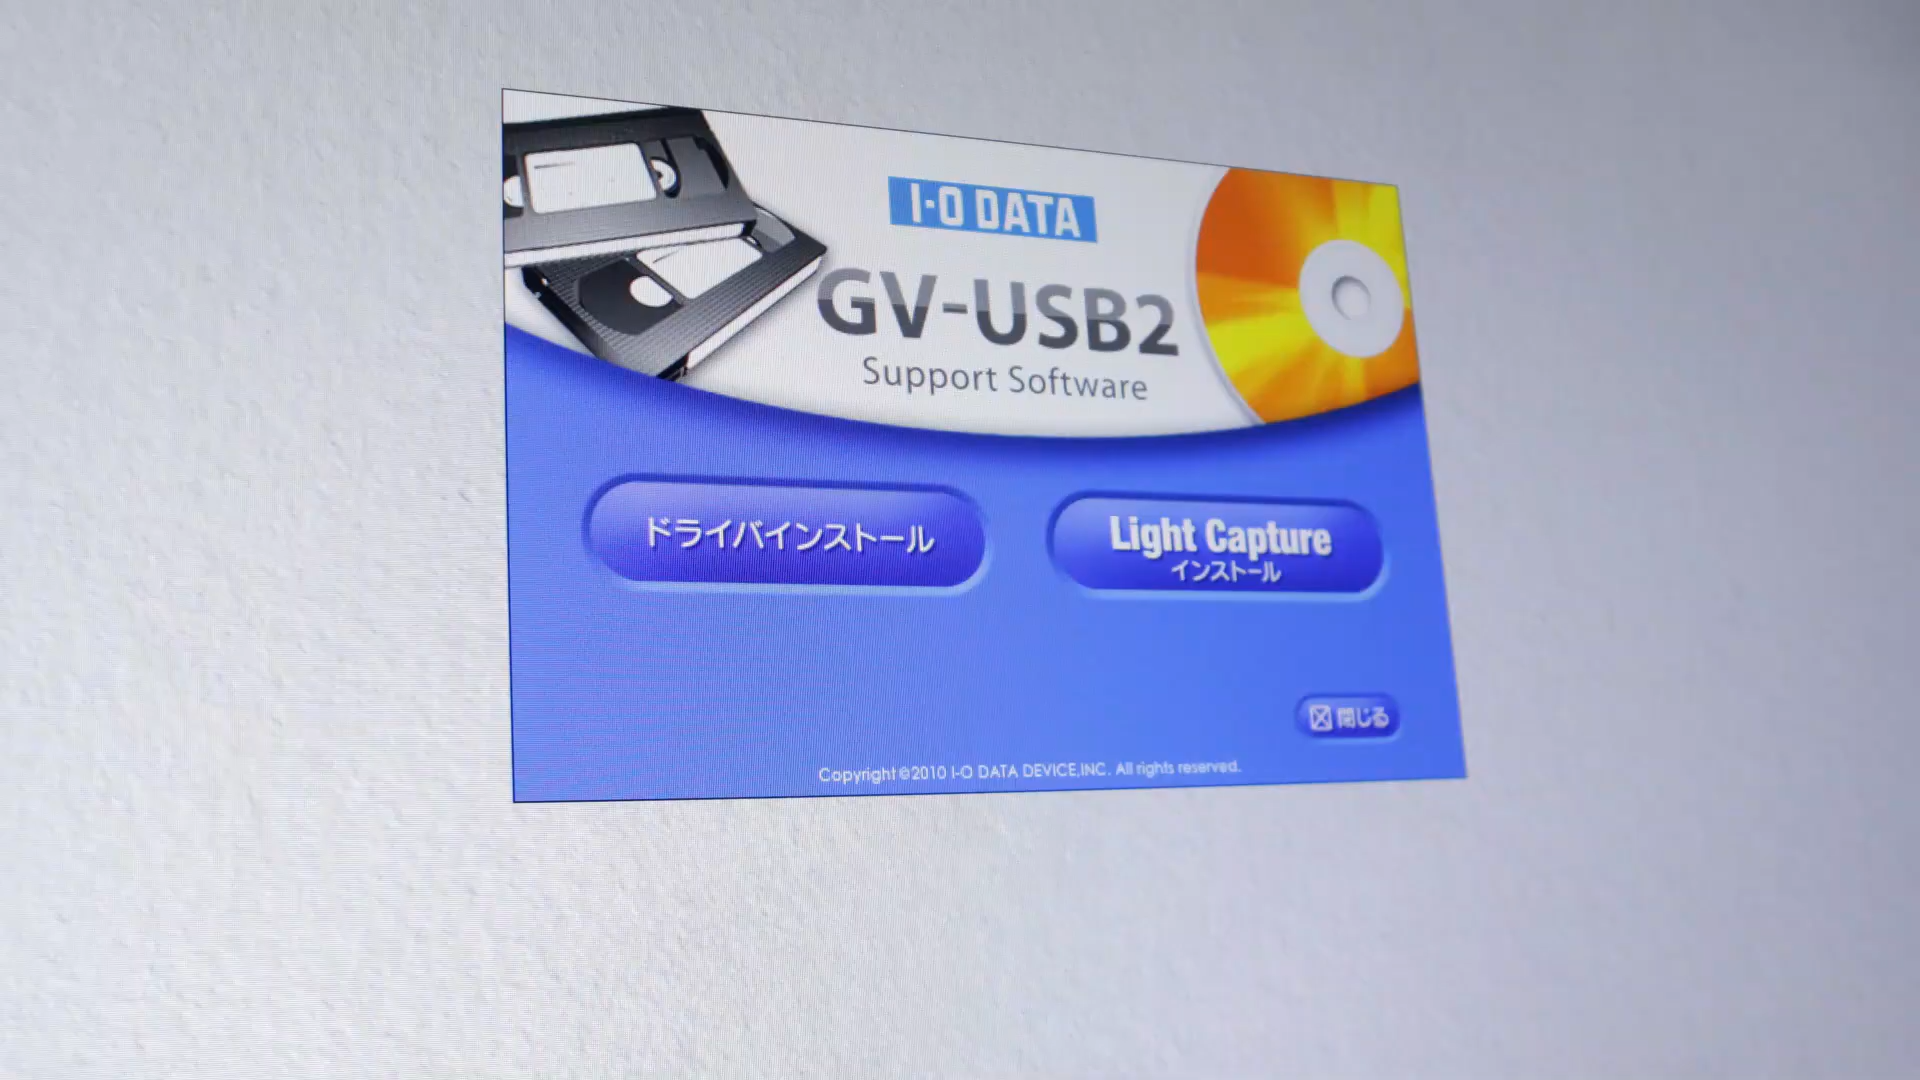 I-O DATA
GV-USB2
Support Software
ドライバインストール
Light Capture
インストール
閉じる
Copyright ©2010 I-O DATA DEVICE,INC. All rights reserved.